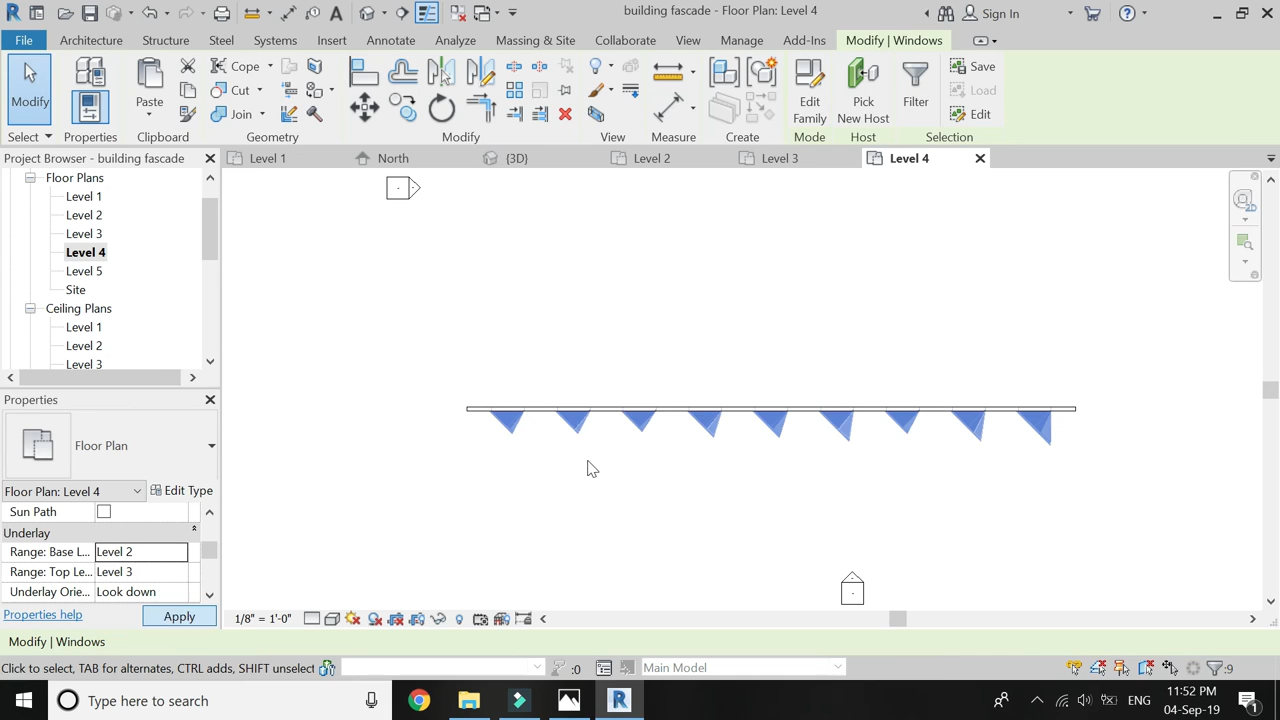 building fascade - Floor Plan: Level 4
Sign In
File
Architecture
Structure
Steel
Systems
Insert
Annotate
Analyze
Massing & Site
Collaborate
View
Manage
Add-Ins
Modify | Windows
Modify
Paste
Cope
Cut
Join
Edit Family
Pick New Host
Filter
Save
Load
Edit
Select
Properties
Clipboard
Geometry
Modify
View
Measure
Create
Mode
Host
Selection
Project Browser - building fascade
Level 1
North
{3D}
Level 2
Level 3
Level 4
Floor Plans
Level 1
Level 2
Level 3
Level 4
Level 5
Site
Ceiling Plans
Level 1
Level 2
Level 3
Properties
Floor Plan
Floor Plan: Level 4
Edit Type
Sun Path
Underlay
Range: Base L... Level 2
Range: Top Le... Level 3
Underlay Orie... Look down
Properties help
Apply
1/8" = 1'-0"
Modify | Windows
Click to select, TAB for alternates, CTRL adds, SHIFT unselect
:0
Main Model
:9
Type here to search
ENG
11:52 PM
04-Sep-19
1